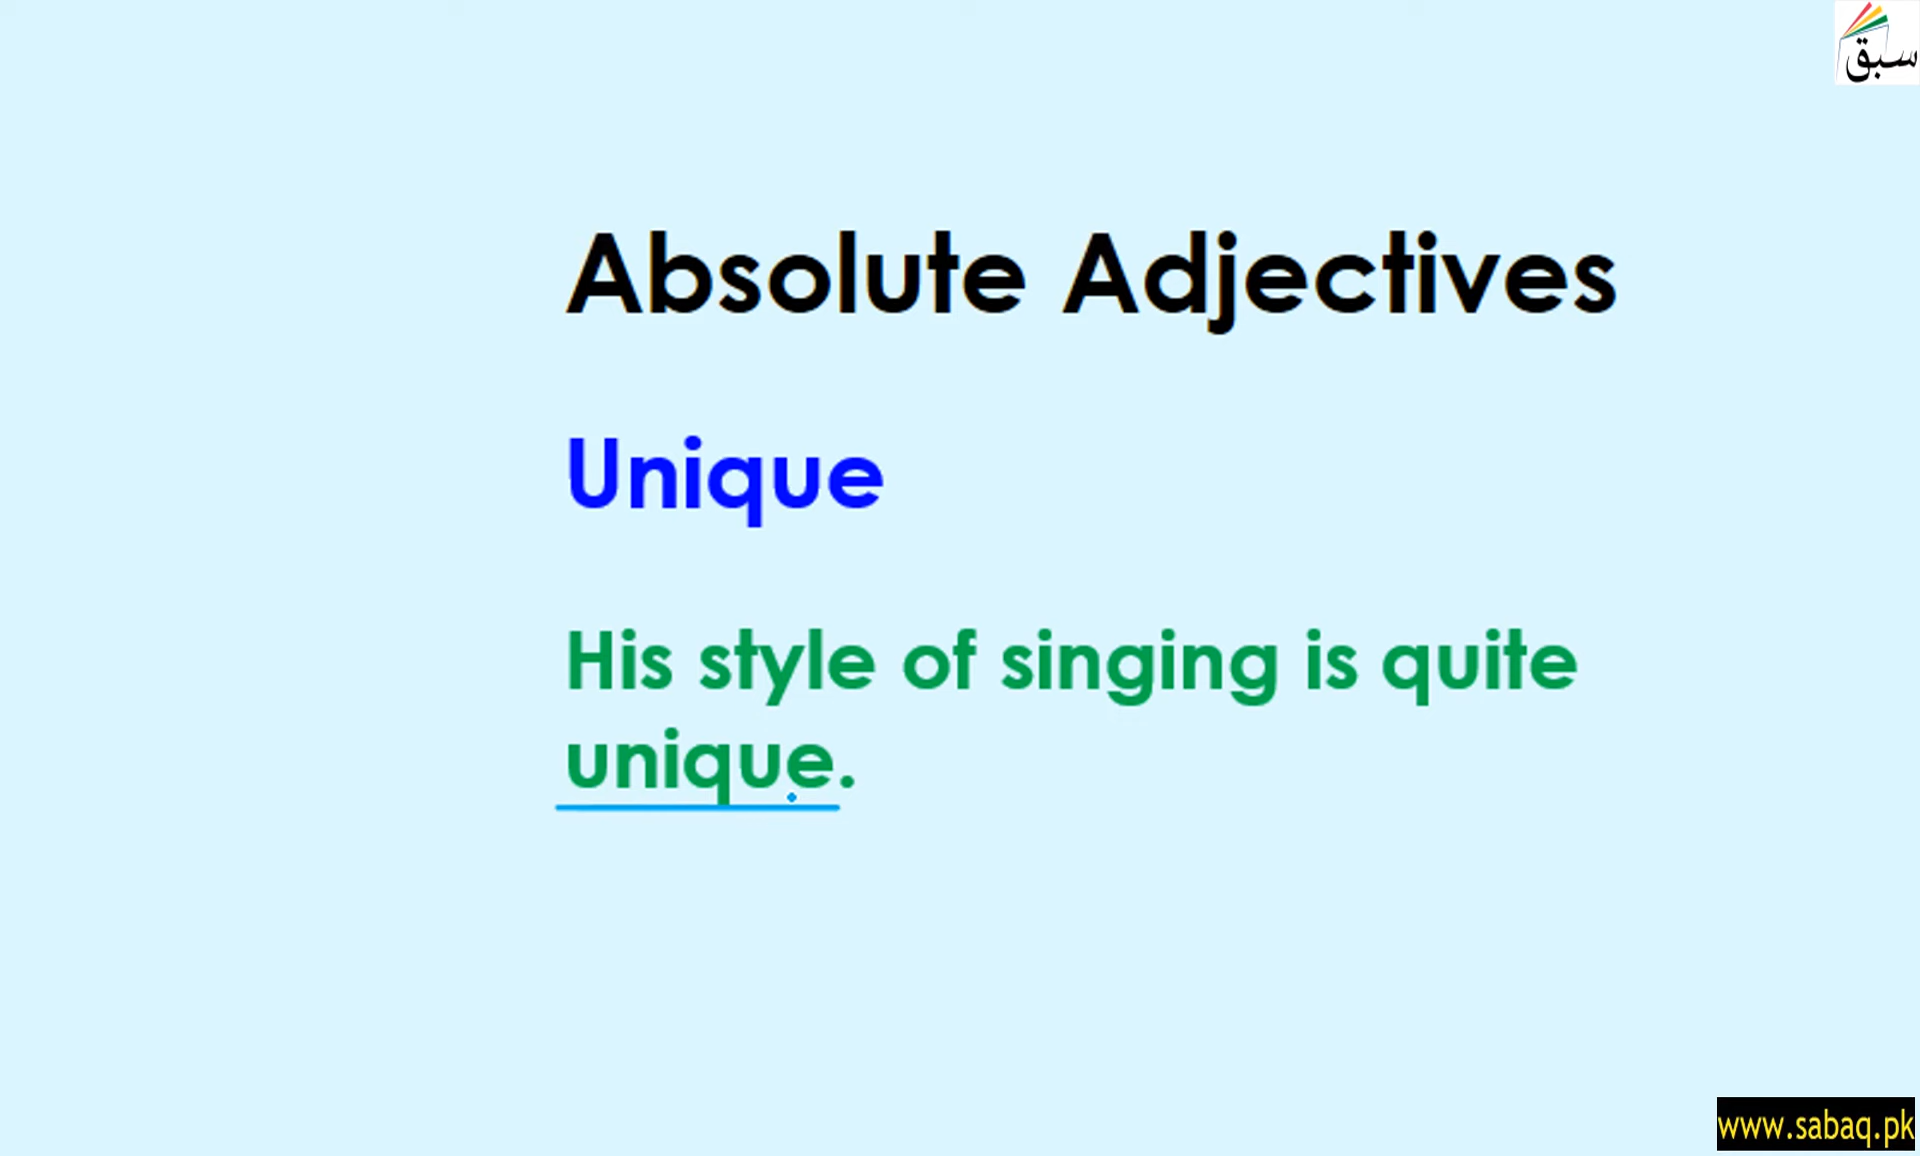 سبق
Absolute Adjectives
Unique
His style of singing is quite
unique.
www.sabaq.pk